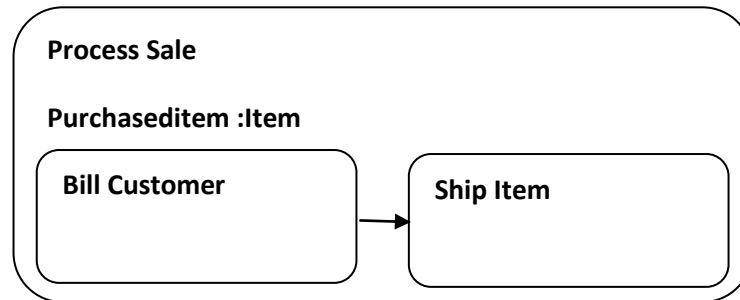 Process Sale
Purchaseditem :Item
Bill Customer
Ship Item